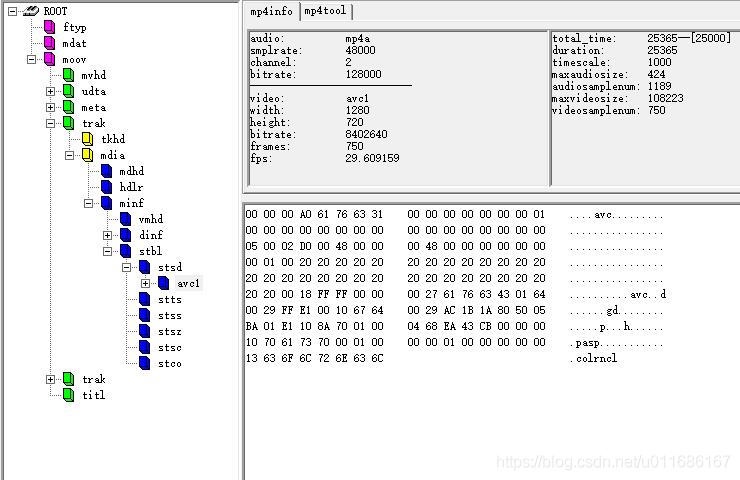 ROOT
ftyp
mdat
moov
mvhd
udta
meta
trak
tkhd
mdia
mdhd
hdlr
minf
vmhd
dinf
stbl
stsd
avc1
stts
stss
stsz
stsc
stco
trak
titl
mp4info mp4tool
audio: mp4a
smplrate: 48000
channel: 2
bitrate: 128000
video: avc1
width: 1280
height: 720
bitrate: 8402640
frames: 750
fps: 29.609159
total_time: 25365--[25000]
duration: 25365
timescale: 1000
maxaudiosize: 424
audiosamplenum: 1189
maxvideosize: 108223
videosamplenum: 750
00 00 00 A0 61 76 63 31 00 00 00 00 00 00 00 01 ....avc.........
00 00 00 00 00 00 00 00 00 00 00 00 00 00 00 00 ................
05 00 02 D0 00 48 00 00 00 48 00 00 00 00 00 00 ................
00 01 00 20 20 20 20 20 20 20 20 20 20 20 20 20
20 20 20 20 20 20 20 20 20 20 20 20 20 20 20 20
20 20 00 18 FF FF 00 00 00 27 61 76 63 43 01 64 ..........avc..d
00 29 FF E1 00 10 67 64 00 29 AC 1B 1A 80 50 05 ......gd........
BA 01 E1 10 8A 70 01 00 04 68 EA 43 CB 00 00 00 .....p...h......
10 70 61 73 70 00 01 00 00 00 01 00 00 00 00 00 .pasp...........
13 63 6F 6C 72 6E 63 6C .colrncl
https://blog.csdn.net/u011686167